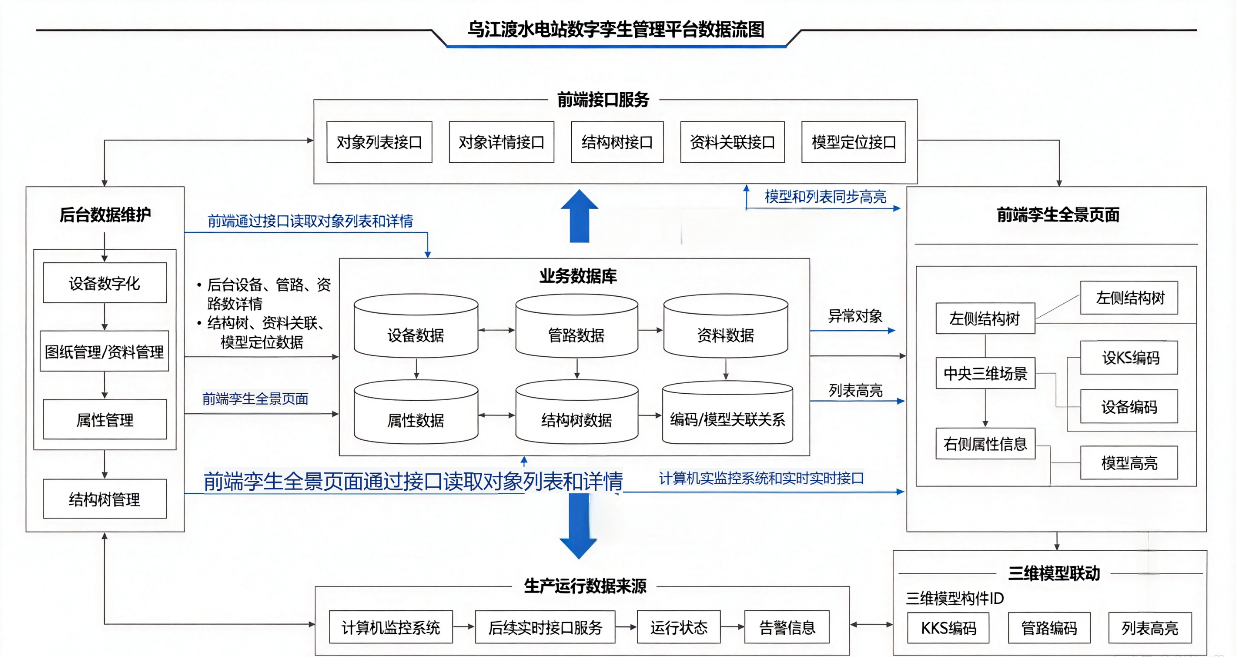 乌江渡水电站数字孪生管理平台数据流图
前端接口服务
对象列表接口
对象详情接口
结构树接口
资料关联接口
模型定位接口
后台数据维护
设备数字化
图纸管理/资料管理
属性管理
结构树管理
前端通过接口读取对象列表和详情
• 后台设备、管路、资
路数详情
• 结构树、资料关联、
模型定位数据
前端孪生全景页面
模型和列表同步高亮
业务数据库
设备数据
管路数据
资料数据
属性数据
结构树数据
编码/模型关联关系
异常对象
列表高亮
前端孪生全景页面通过接口读取对象列表和详情
计算机实监控系统和实时实时接口
前端孪生全景页面
左侧结构树
左侧结构树
中央三维场景
设KS编码
设备编码
右侧属性信息
模型高亮
生产运行数据来源
计算机监控系统
后续实时接口服务
运行状态
告警信息
三维模型联动
三维模型构件ID
KKS编码
管路编码
列表高亮